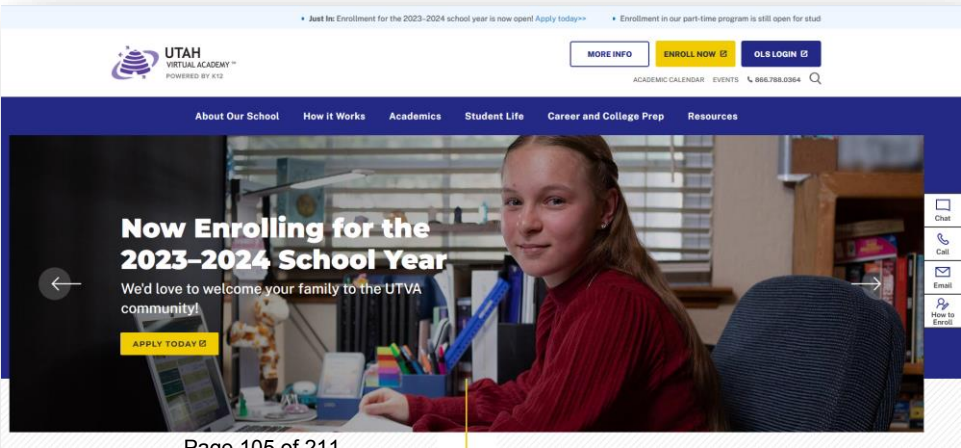 • Just In: Enrollment for the 2023–2024 school year is now open! Apply today>> • Enrollment in our part-time program is still open for stud
UTAH
VIRTUAL ACADEMY™
POWERED BY K12
MORE INFO ENROLL NOW OLS LOGIN
ACADEMIC CALENDAR EVENTS 866.788.0364
About Our School How it Works Academics Student Life Career and College Prep Resources
Now Enrolling for the
2023–2024 School Year
We'd love to welcome your family to the UTVA
community!
APPLY TODAY
Chat
Call
Email
How to
Enroll
Page 105 of 211